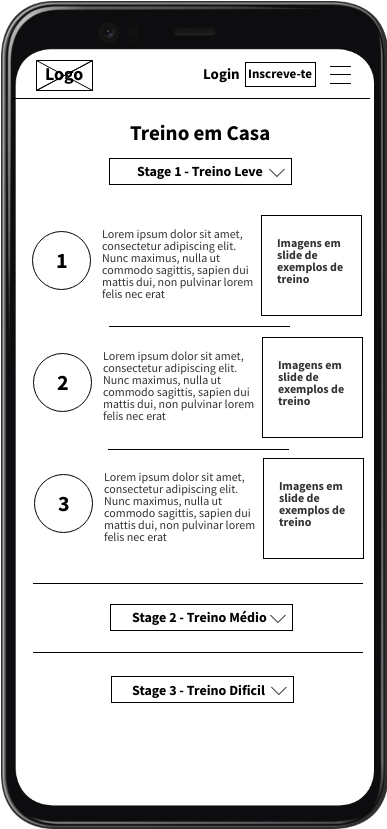 Logo
Login
Inscreve-te
Treino em Casa
Stage 1 - Treino Leve
1
Lorem ipsum dolor sit amet,
consectetur adipiscing elit.
Nunc maximus, nulla ut
commodo sagittis, sapien dui
mattis dui, non pulvinar lorem
felis nec erat
Imagens em
slide de
exemplos de
treino
2
Lorem ipsum dolor sit amet,
consectetur adipiscing elit.
Nunc maximus, nulla ut
commodo sagittis, sapien dui
mattis dui, non pulvinar lorem
felis nec erat
Imagens em
slide de
exemplos de
treino
3
Lorem ipsum dolor sit amet,
consectetur adipiscing elit.
Nunc maximus, nulla ut
commodo sagittis, sapien dui
mattis dui, non pulvinar lorem
felis nec erat
Imagens em
slide de
exemplos de
treino
Stage 2 - Treino Médio
Stage 3 - Treino Dificil